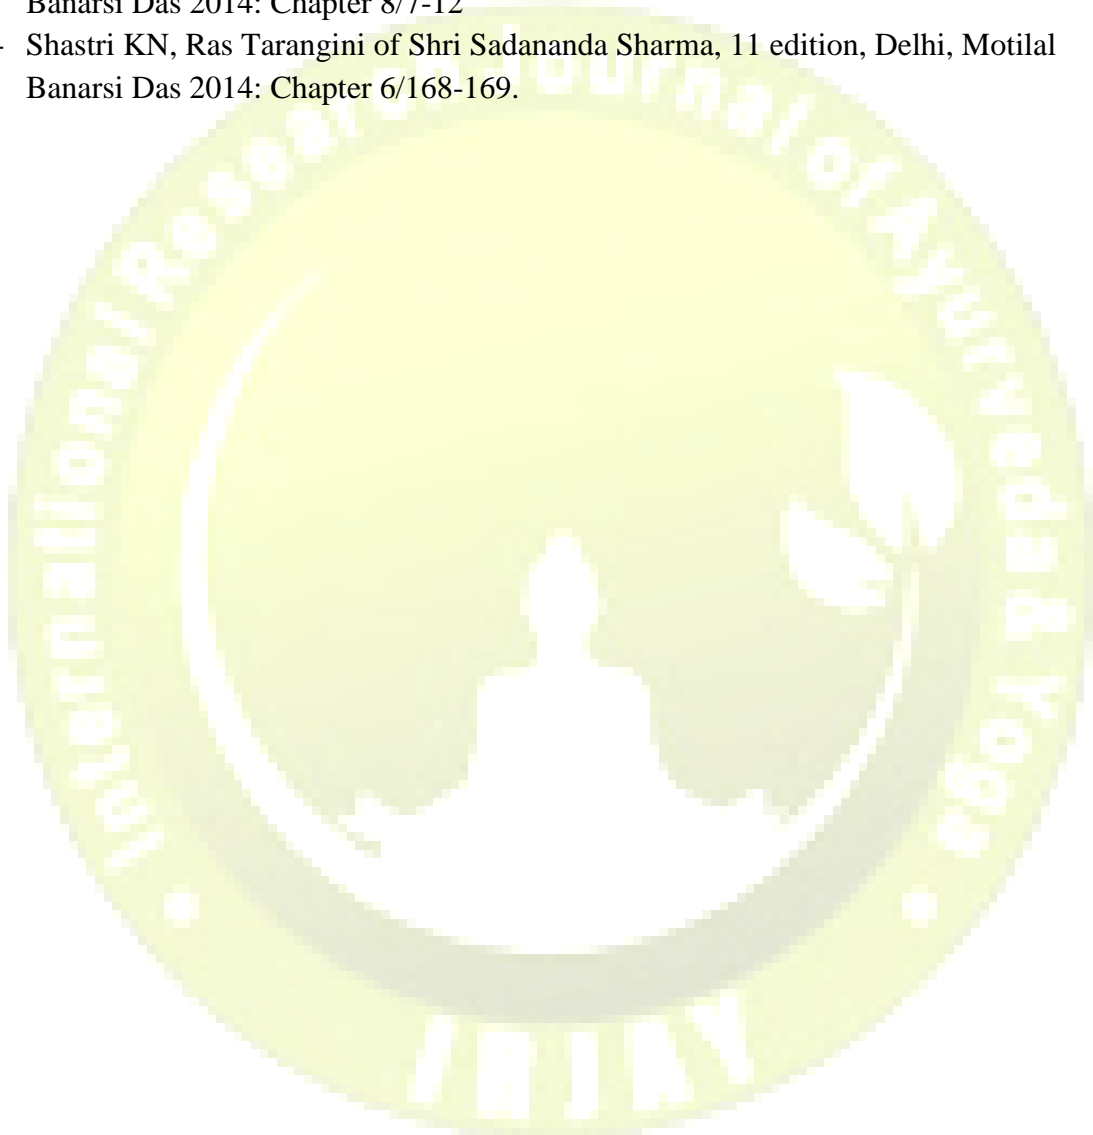 Banarsi Das 2014: Chapter 8/7-12
- Shastri KN, Ras Tarangini of Shri Sadananda Sharma, 11 edition, Delhi, Motilal
Banarsi Das 2014: Chapter 6/168-169.
International Research Journal of Ayurveda & Yoga
IRJAY